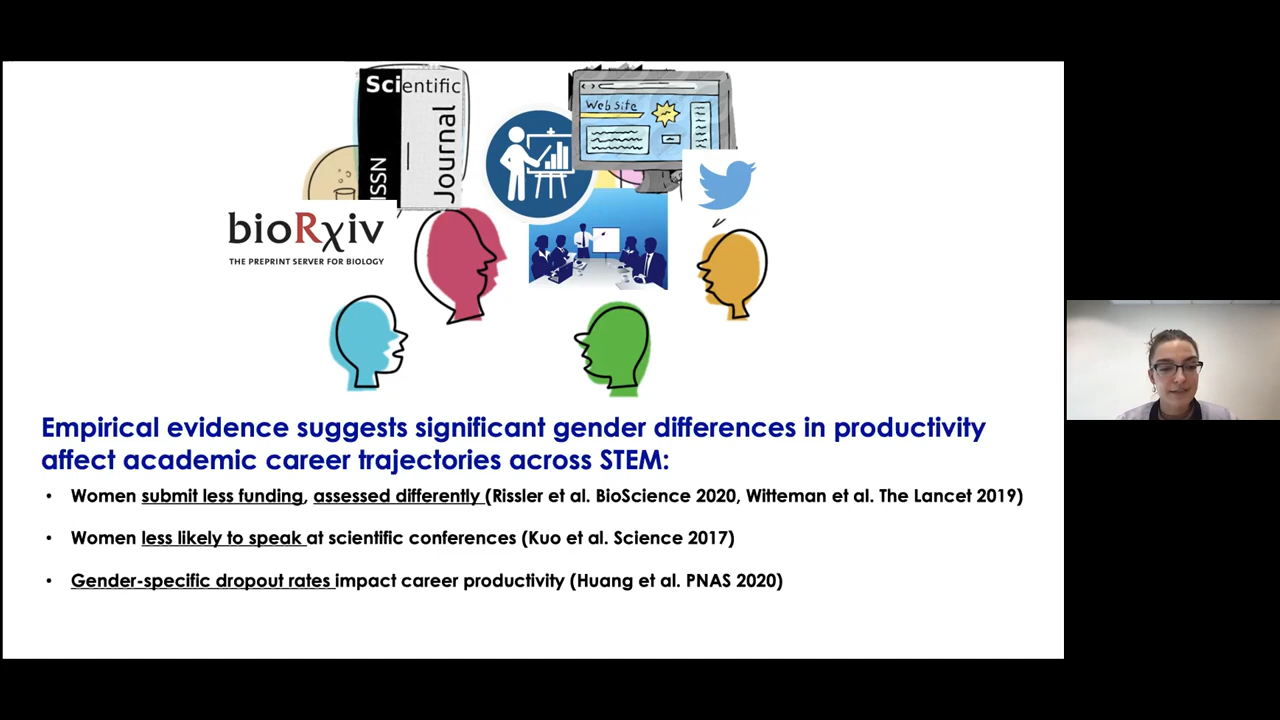 Scientific
Journal
ISSN
Web site
bioRxiv
THE PREPRINT SERVER FOR BIOLOGY
Empirical evidence suggests significant gender differences in productivity
affect academic career trajectories across STEM:
• Women submit less funding, assessed differently (Rissler et al. BioScience 2020, Witteman et al. The Lancet 2019)
• Women less likely to speak at scientific conferences (Kuo et al. Science 2017)
• Gender-specific dropout rates impact career productivity (Huang et al. PNAS 2020)